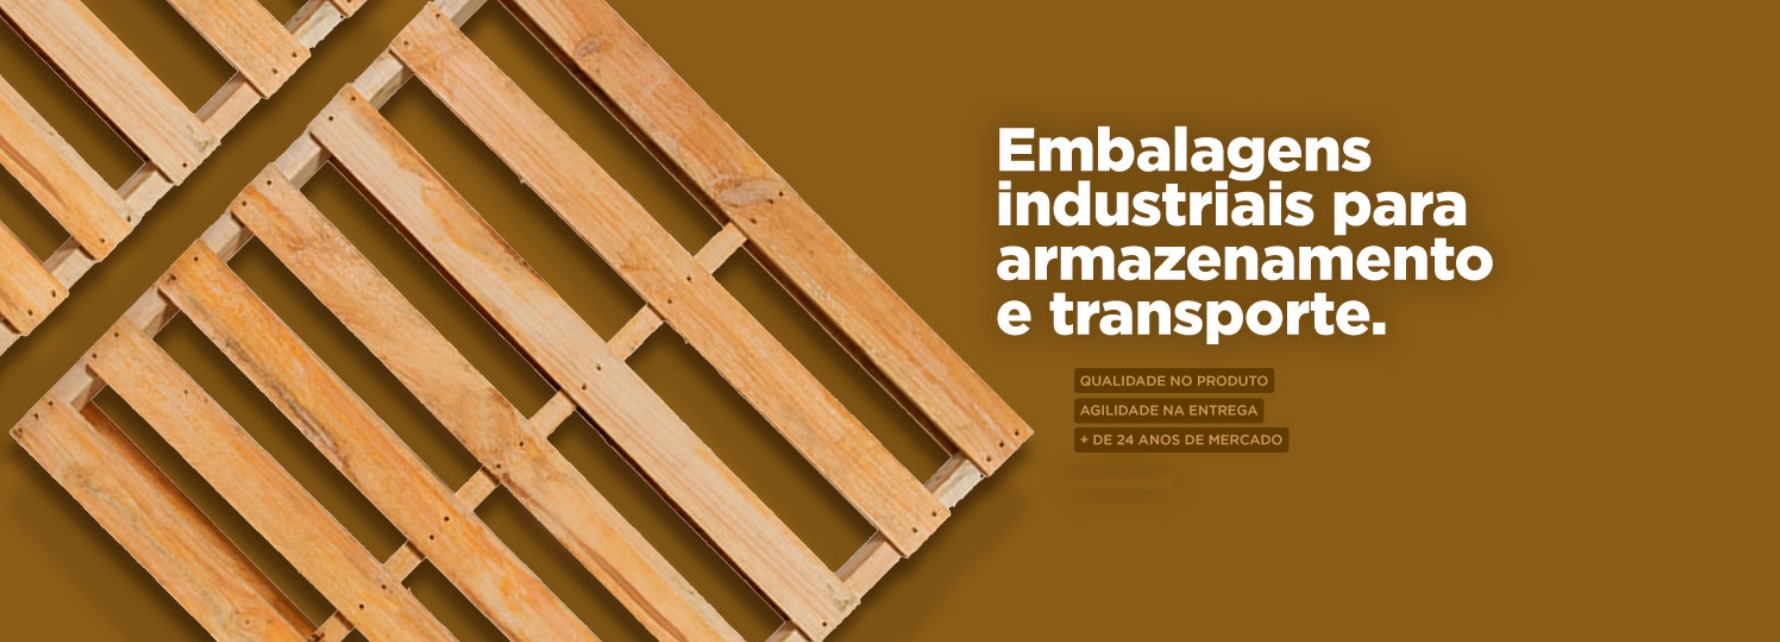 Embalagens
industriais para
armazenamento
e transporte.
QUALIDADE NO PRODUTO
AGILIDADE NA ENTREGA
+ DE 24 ANOS DE MERCADO